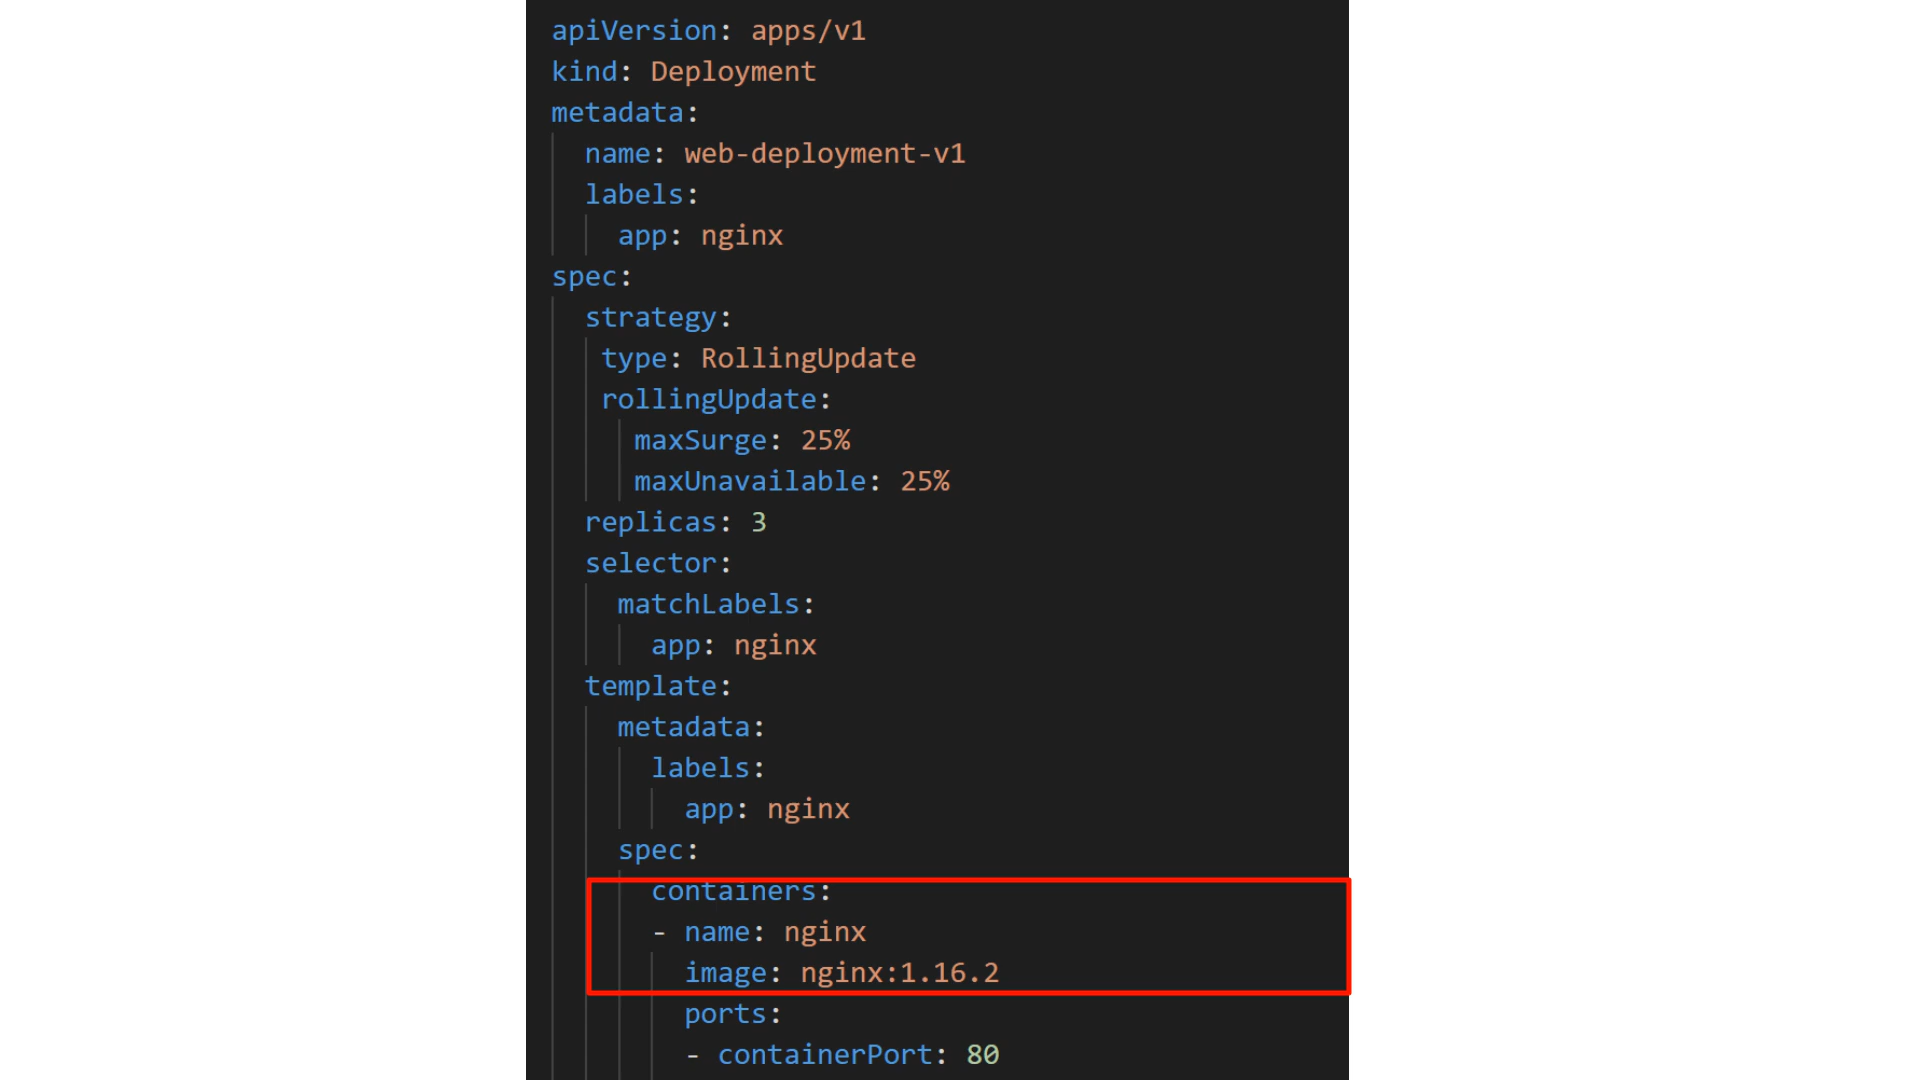 apiVersion: apps/v1
kind: Deployment
metadata:
  name: web-deployment-v1
  labels:
    app: nginx
spec:
  strategy:
   type: RollingUpdate
   rollingUpdate:
     maxSurge: 25%
     maxUnavailable: 25%
  replicas: 3
  selector:
    matchLabels:
      app: nginx
  template:
    metadata:
      labels:
        app: nginx
    spec:
      containers:
      - name: nginx
        image: nginx:1.16.2
        ports:
        - containerPort: 80